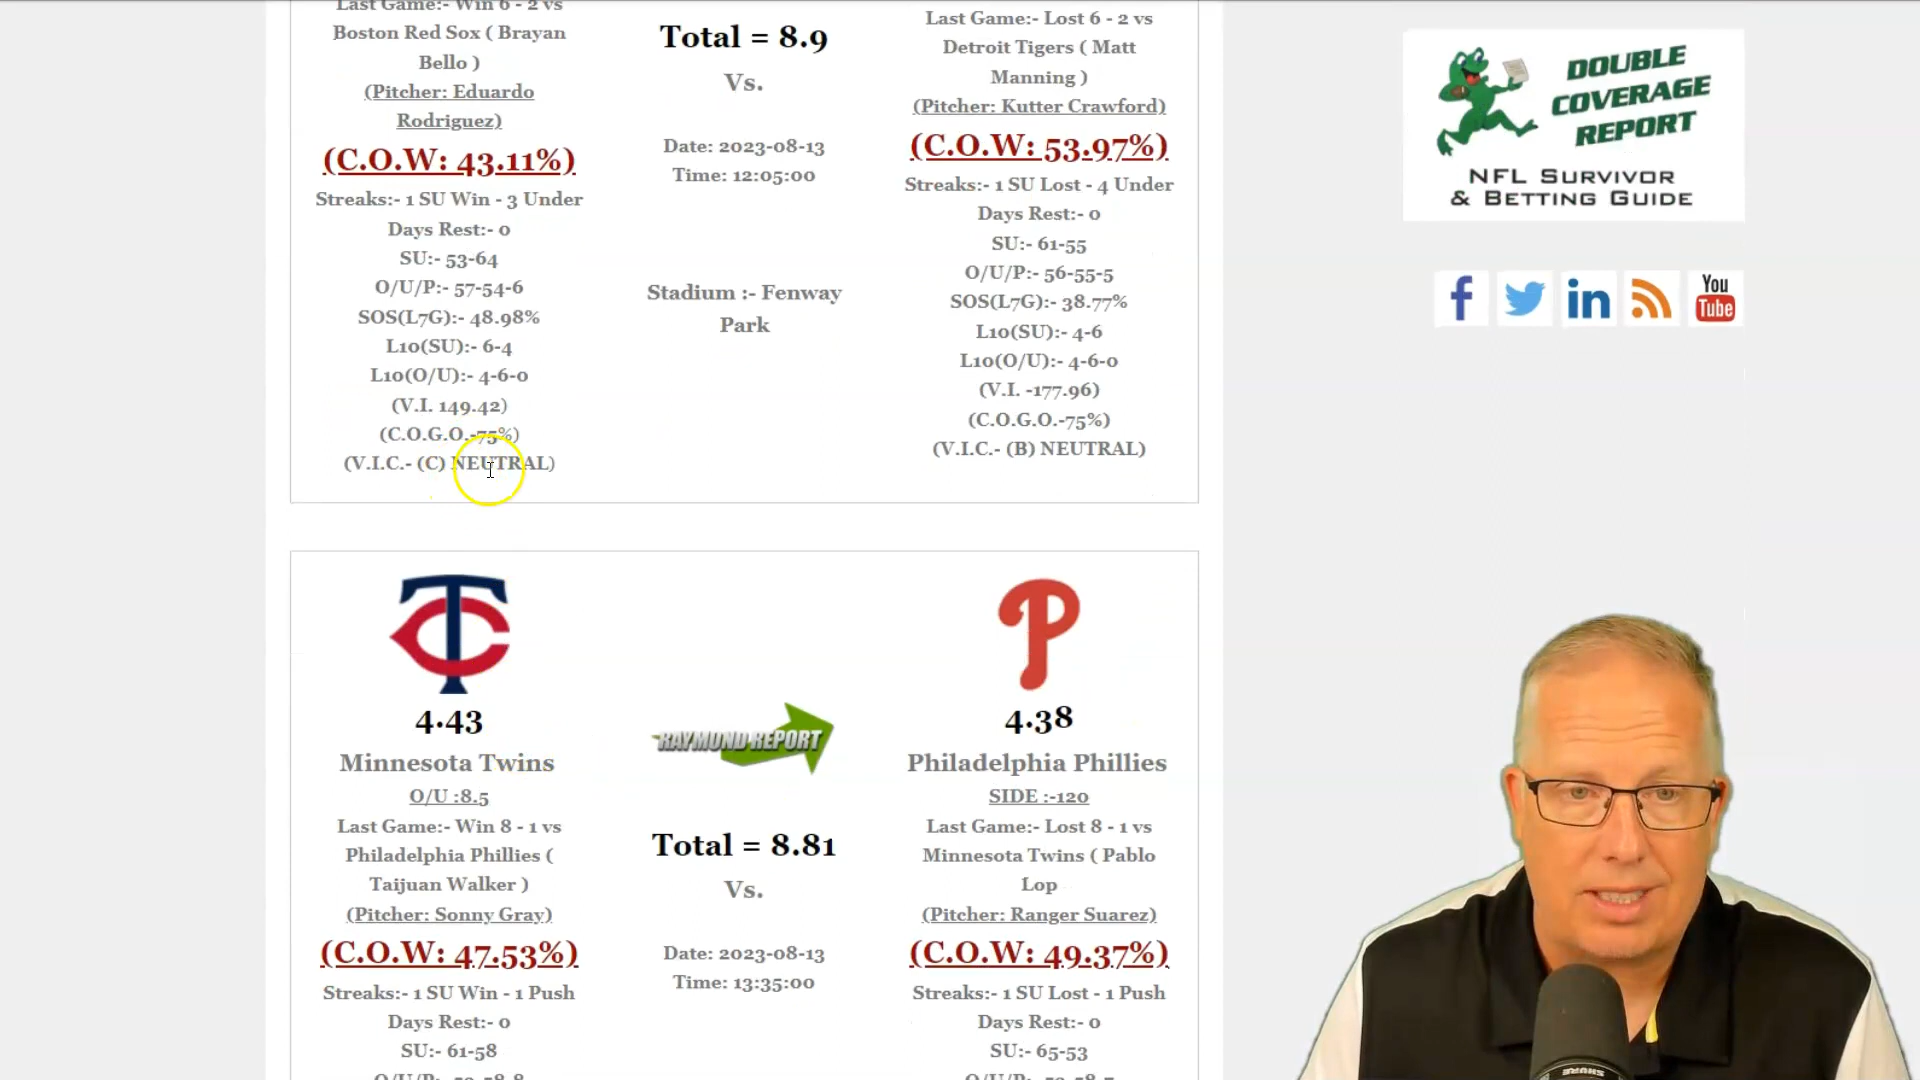 Last Game:- Win 6 - 2 vs
Boston Red Sox ( Brayan
Bello )
(Pitcher: Eduardo
Rodriguez)
(C.O.W: 43.11%)
Streaks:- 1 SU Win - 3 Under
Days Rest:- 0
SU:- 53-64
O/U/P:- 57-54-6
SOS(L7G):- 48.98%
L10(SU):- 6-4
L10(O/U):- 4-6-0
(V.I. 149.42)
(C.O.G.O.-75%)
(V.I.C.- (C) NEUTRAL)
Total = 8.9
Vs.
Date: 2023-08-13
Time: 12:05:00
Stadium :- Fenway
Park
Last Game:- Lost 6 - 2 vs
Detroit Tigers ( Matt
Manning )
(Pitcher: Kutter Crawford)
(C.O.W: 53.97%)
Streaks:- 1 SU Lost - 4 Under
Days Rest:- 0
SU:- 61-55
O/U/P:- 56-55-5
SOS(L7G):- 38.77%
L10(SU):- 4-6
L10(O/U):- 4-6-0
(V.I. -177.96)
(C.O.G.O.-75%)
(V.I.C.- (B) NEUTRAL)
TC
4.43
Minnesota Twins
O/U :8.5
Last Game:- Win 8 - 1 vs
Philadelphia Phillies (
Taijuan Walker )
(Pitcher: Sonny Gray)
(C.O.W: 47.53%)
Streaks:- 1 SU Win - 1 Push
Days Rest:- 0
SU:- 61-58
RAYMUND REPORT
Total = 8.81
Vs.
Date: 2023-08-13
Time: 13:35:00
P
4.38
Philadelphia Phillies
SIDE :-120
Last Game:- Lost 8 - 1 vs
Minnesota Twins ( Pablo
Lop
(Pitcher: Ranger Suarez)
(C.O.W: 49.37%)
Streaks:- 1 SU Lost - 1 Push
Days Rest:- 0
SU:- 65-53
DOUBLE
COVERAGE
REPORT
NFL SURVIVOR
& BETTING GUIDE
f
in
You
Tube
SHURE